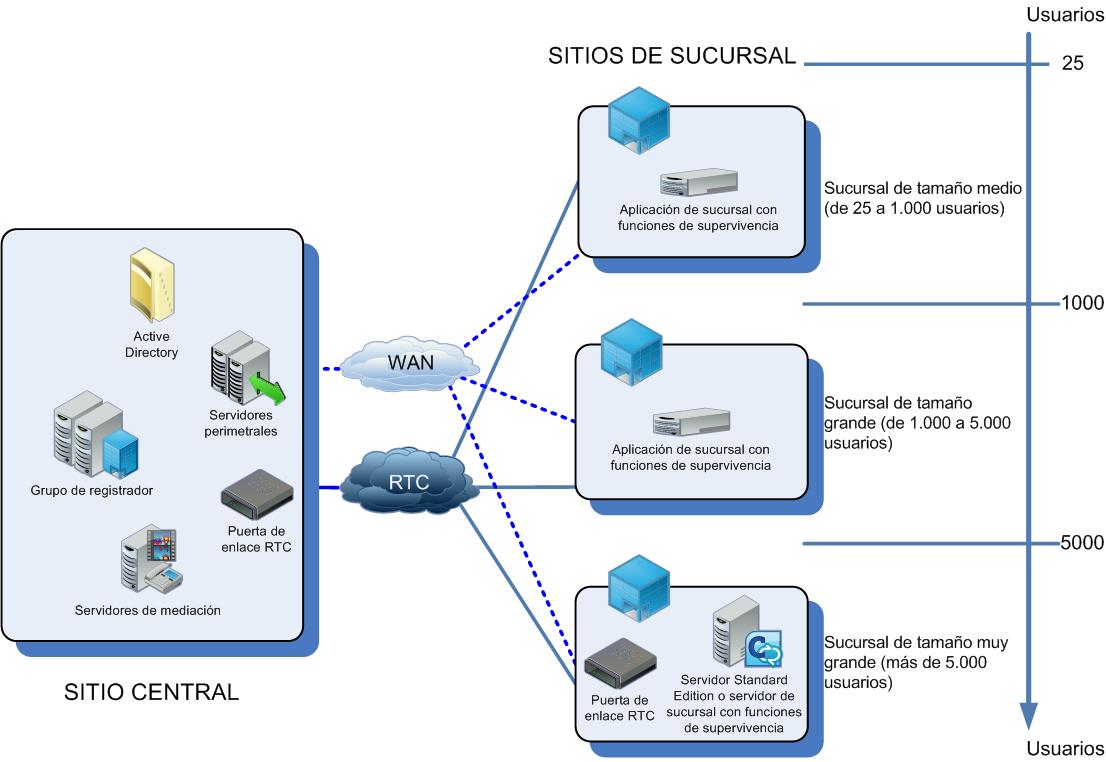 Usuarios
SITIOS DE SUCURSAL
25
Aplicación de sucursal con
funciones de supervivencia
Sucursal de tamaño medio
(de 25 a 1.000 usuarios)
Active
Directory
Servidores
perimetrales
Grupo de registrador
Puerta de
enlace RTC
Servidores de mediación
SITIO CENTRAL
WAN
RTC
1000
Aplicación de sucursal con
funciones de supervivencia
Sucursal de tamaño
grande (de 1.000 a 5.000
usuarios)
5000
Puerta de
enlace RTC
Servidor Standard
Edition o servidor de
sucursal con funciones
de supervivencia
Sucursal de tamaño muy
grande (más de 5.000
usuarios)
Usuarios